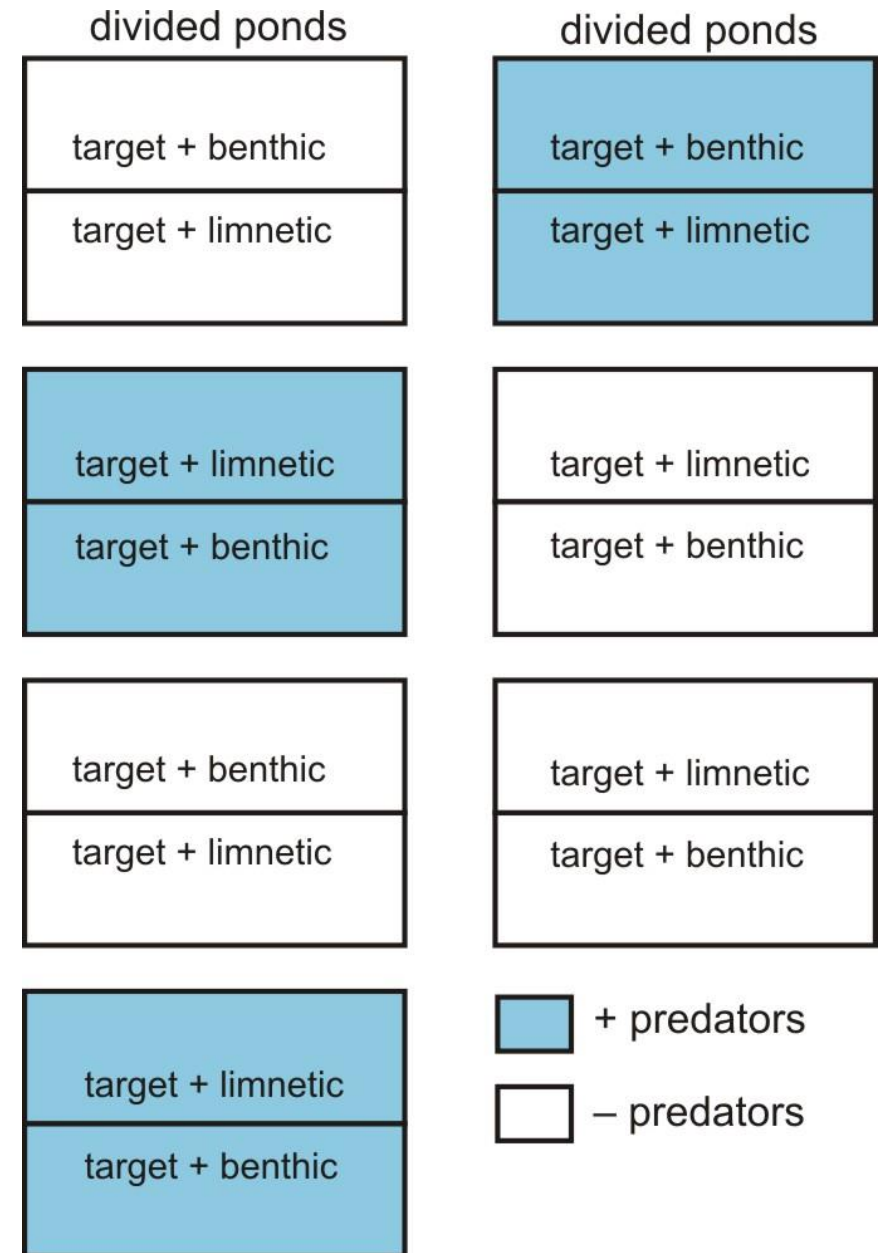 divided ponds
target + benthic
target + limnetic
target + limnetic
target + benthic
target + benthic
target + limnetic
target + limnetic
target + benthic
divided ponds
target + benthic
target + limnetic
target + limnetic
target + benthic
target + limnetic
target + benthic
+ predators
– predators